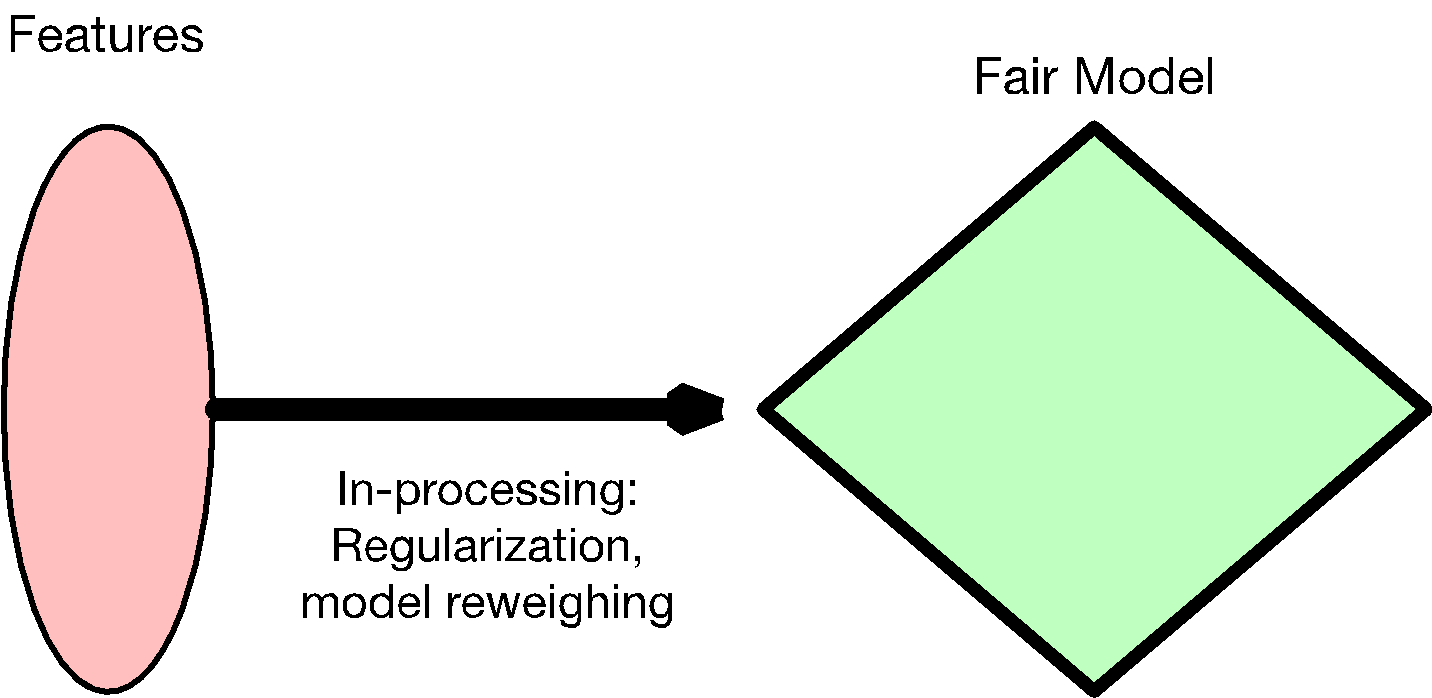 Features
Fair Model
In-processing:
Regularization,
model reweighing